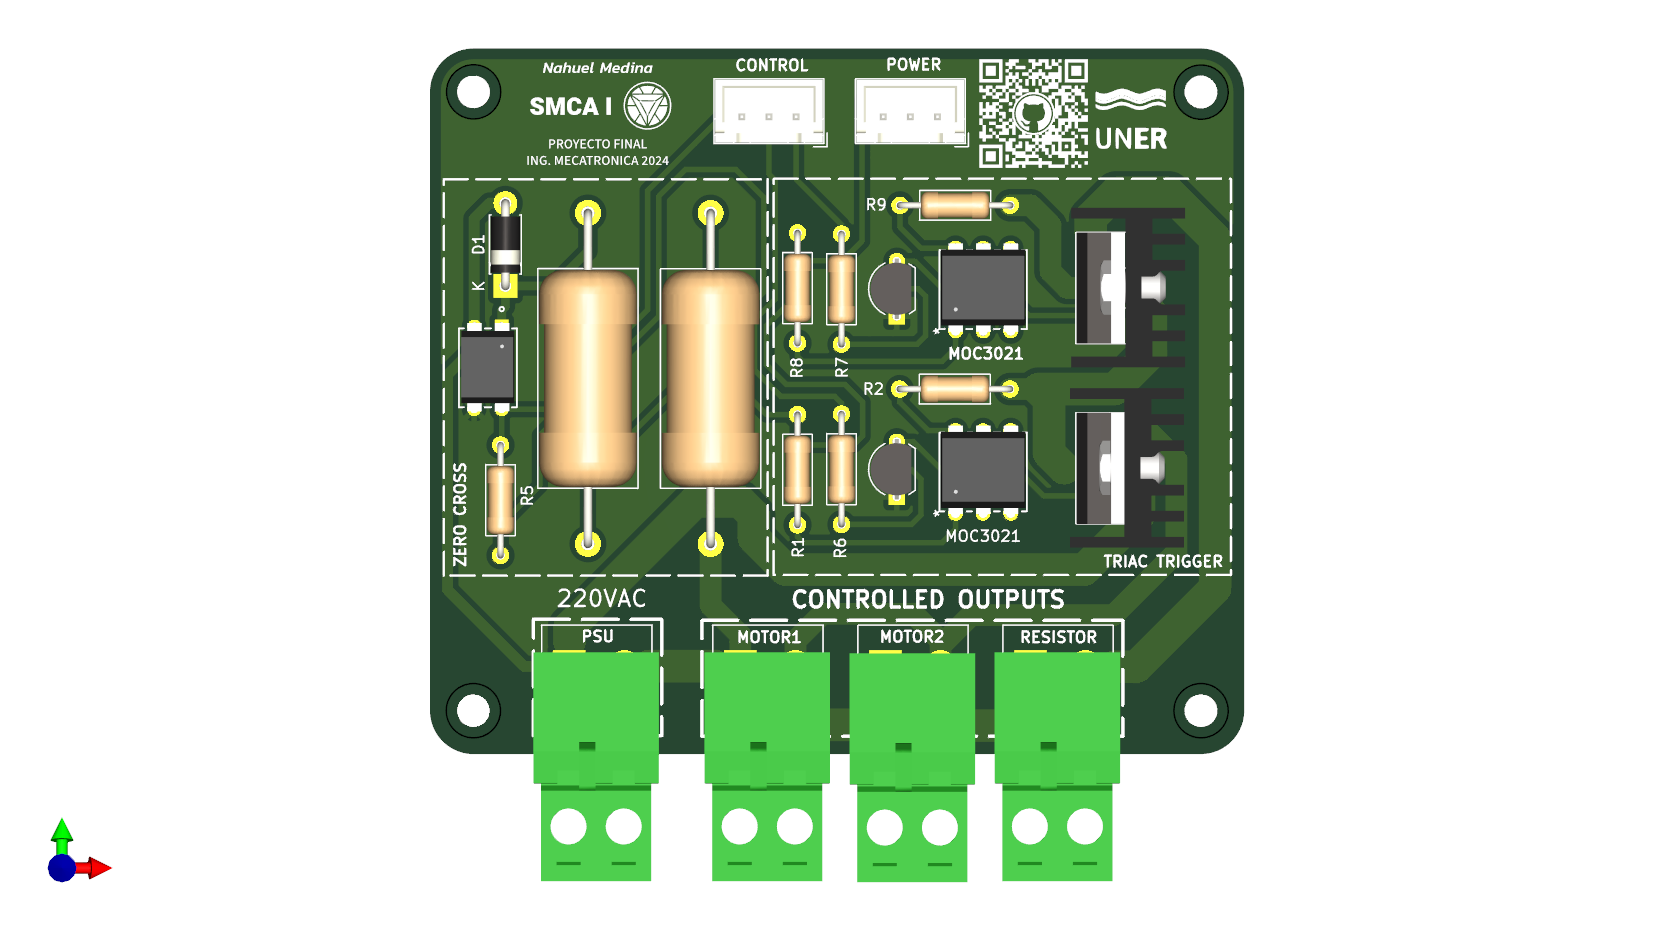 Nahuel Medina
SMCA I
PROYECTO FINAL
ING. MECATRONICA 2024
CONTROL
POWER
UNER
D1
K
R5
ZERO CROSS
R9
R8
R7
*
MOC3021
R2
R1
R6
*
MOC3021
TRIAC TRIGGER
220VAC
CONTROLLED OUTPUTS
PSU
MOTOR1
MOTOR2
RESISTOR